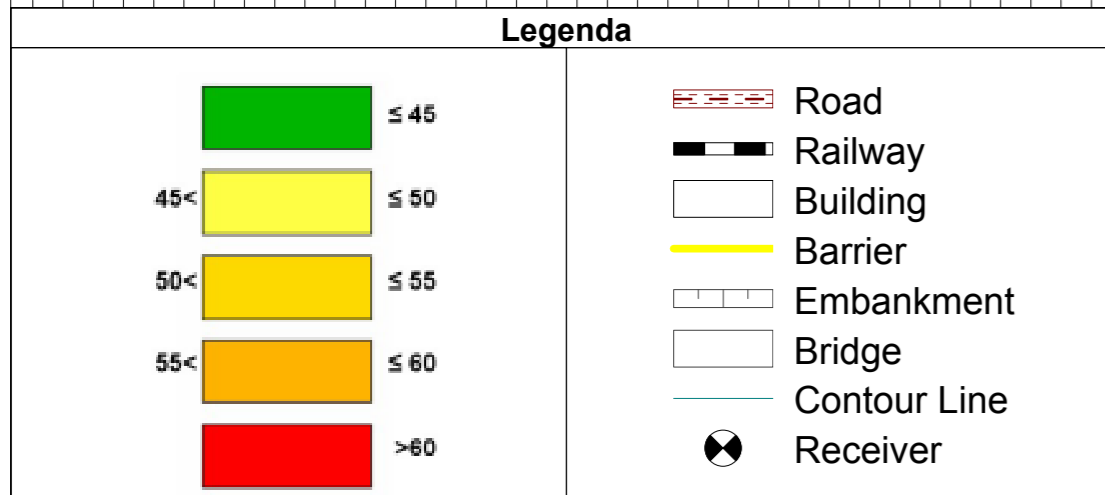 Legenda
≤ 45
45< ≤ 50
50< ≤ 55
55< ≤ 60
>60
Road
Railway
Building
Barrier
Embankment
Bridge
Contour Line
Receiver